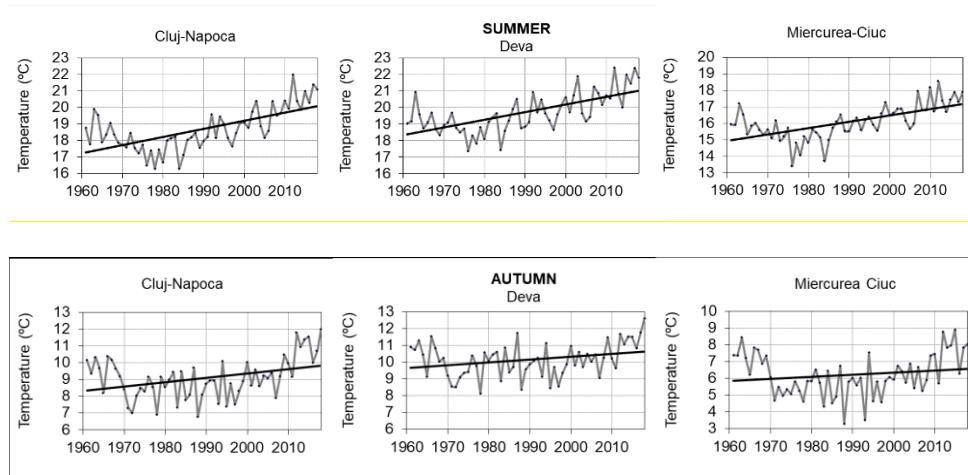 SUMMER
Cluj-Napoca
Deva
Miercurea-Ciuc
Temperature (ºC)
23
22
21
20
19
18
17
16
1960 1970 1980 1990 2000 2010
Temperature (ºC)
23
22
21
20
19
18
17
16
1960 1970 1980 1990 2000 2010
Temperature (ºC)
20
19
18
17
16
15
14
13
1960 1970 1980 1990 2000 2010
AUTUMN
Cluj-Napoca
Deva
Miercurea Ciuc
Temperature (ºC)
13
12
11
10
9
8
7
6
1960 1970 1980 1990 2000 2010
Temperature (ºC)
13
12
11
10
9
8
7
6
1960 1970 1980 1990 2000 2010
Temperature (ºC)
10
9
8
7
6
5
4
3
1960 1970 1980 1990 2000 2010